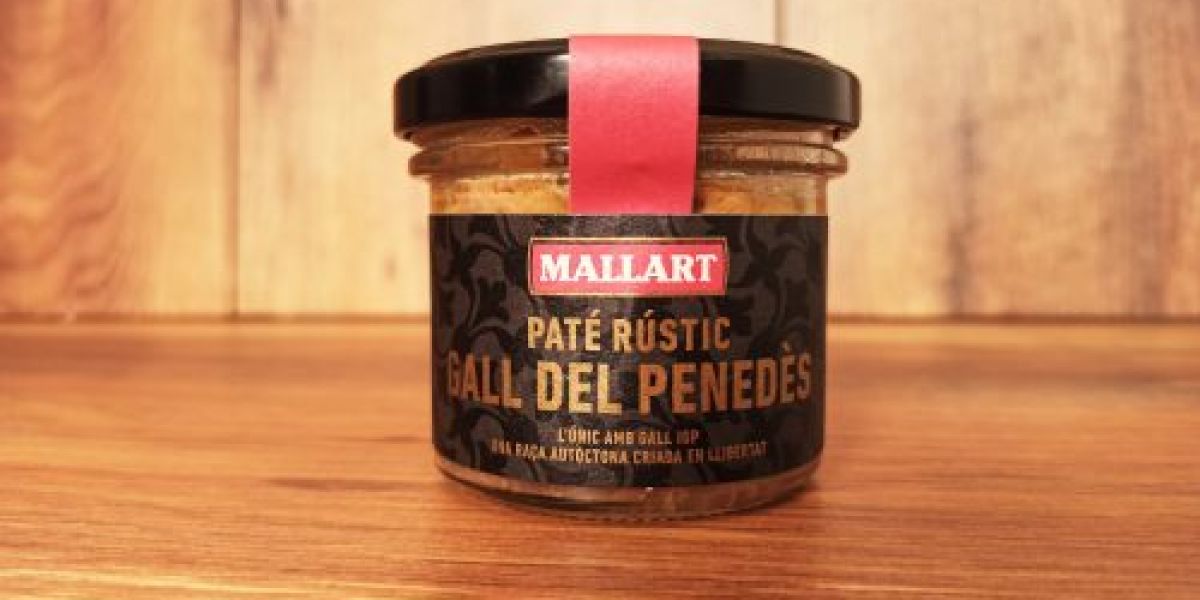 MALLART
PATÉ RÚSTIC
GALL DEL PENEDÈS
L'ÚNIC AMB GALL IGP
UNA RAÇA AUTÒCTONA CRIADA EN LLIBERTAT